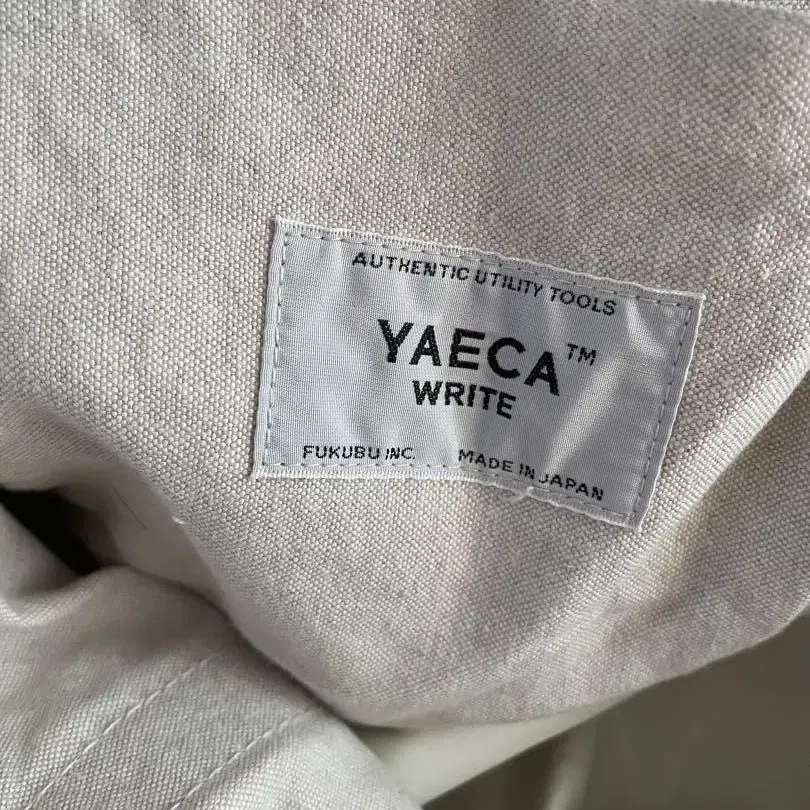 AUTHENTIC UTILITY TOOLS
YAECA™
WRITE
FUKUBU INC. MADE IN JAPAN